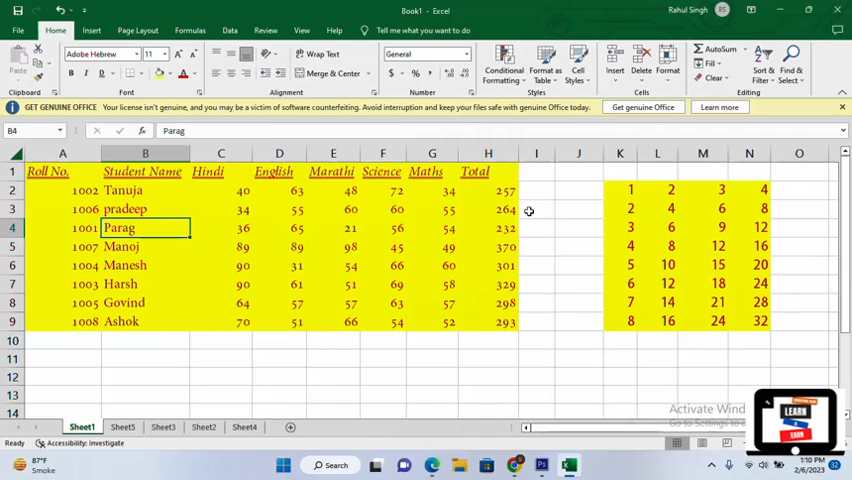 Book1 - Excel
Rahul Singh RS
File Home Insert Page Layout Formulas Data Review View Help Tell me what you want to do
Paste Adobe Hebrew 11 Wrap Text General Conditional Format as Cell Insert Delete Format AutoSum Sort & Find &
Formatting Table Styles Fill Filter Select
B I U Merge & Center $ % Clear
Clipboard Font Alignment Number Styles Cells Editing
GET GENUINE OFFICE Your license isn't genuine, and you may be a victim of software counterfeiting. Avoid interruption and keep your files safe with genuine Office today. Get genuine Office Learn more
B4 fx Parag
A B C D E F G H I J K L M N O
1 Roll No. Student Name Hindi English Marathi Science Maths Total
2 1002 Tanuja 40 63 48 72 34 257 1 2 3 4
3 1006 pradeep 34 55 60 60 55 264 2 4 6 8
4 1001 Parag 36 65 21 56 54 232 3 6 9 12
5 1007 Manoj 89 89 98 45 49 370 4 8 12 16
6 1004 Manesh 90 31 54 66 60 301 5 10 15 20
7 1003 Harsh 90 61 51 69 58 329 6 12 18 24
8 1005 Govind 64 57 57 63 57 298 7 14 21 28
9 1008 Ashok 70 51 66 54 52 293 8 16 24 32
10
11
12
13
14
Activate Wind
Go to Settings to
LEARN
&
EARN
Sheet1 Sheet5 Sheet3 Sheet2 Sheet4
Ready Accessibility: Investigate
87°F
Smoke
Search
1:10 PM
2/6/2023
32